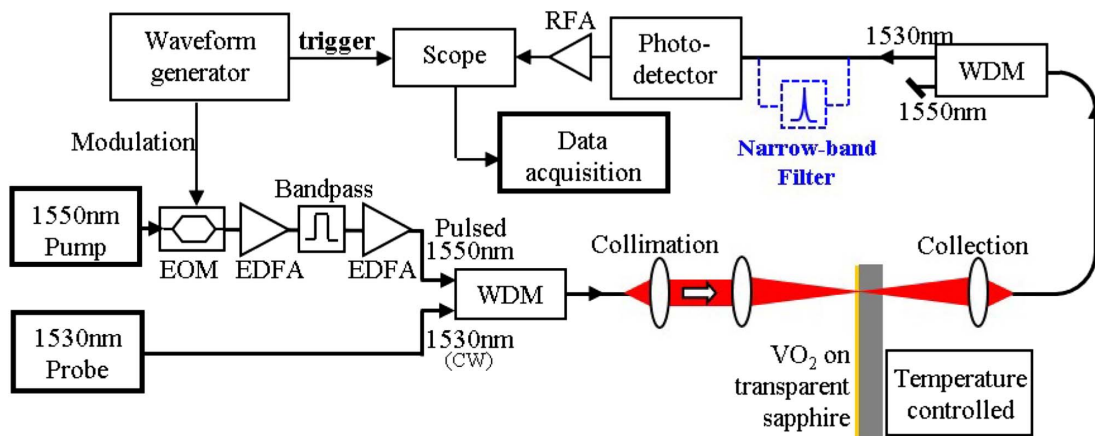 Waveform
generator
trigger
Scope
RFA
Photo-
detector
1530nm
WDM
1550nm
Narrow-band
Filter
Modulation
Data
acquisition
1550nm
Pump
EOM
EDFA
Bandpass
EDFA
Pulsed
1550nm
WDM
1530nm
(CW)
1530nm
Probe
Collimation
Collection
VO2 on
transparent
sapphire
Temperature
controlled